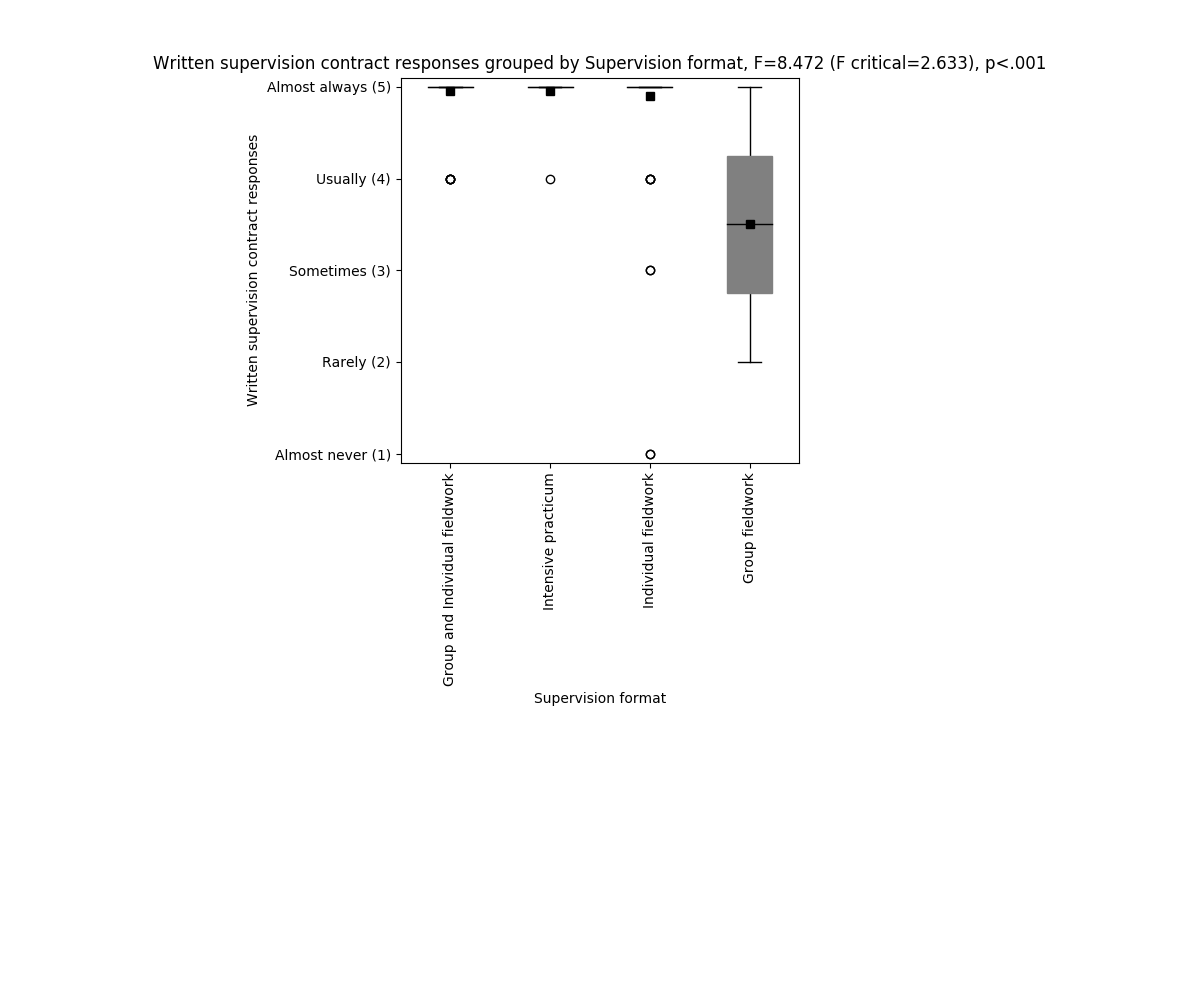 Written supervision contract responses grouped by Supervision format, F=8.472 (F critical=2.633), p<.001
Almost always (5)
Usually (4)
Sometimes (3)
Rarely (2)
Almost never (1)
Written supervision contract responses
Group and Individual fieldwork
Intensive practicum
Individual fieldwork
Group fieldwork
Supervision format